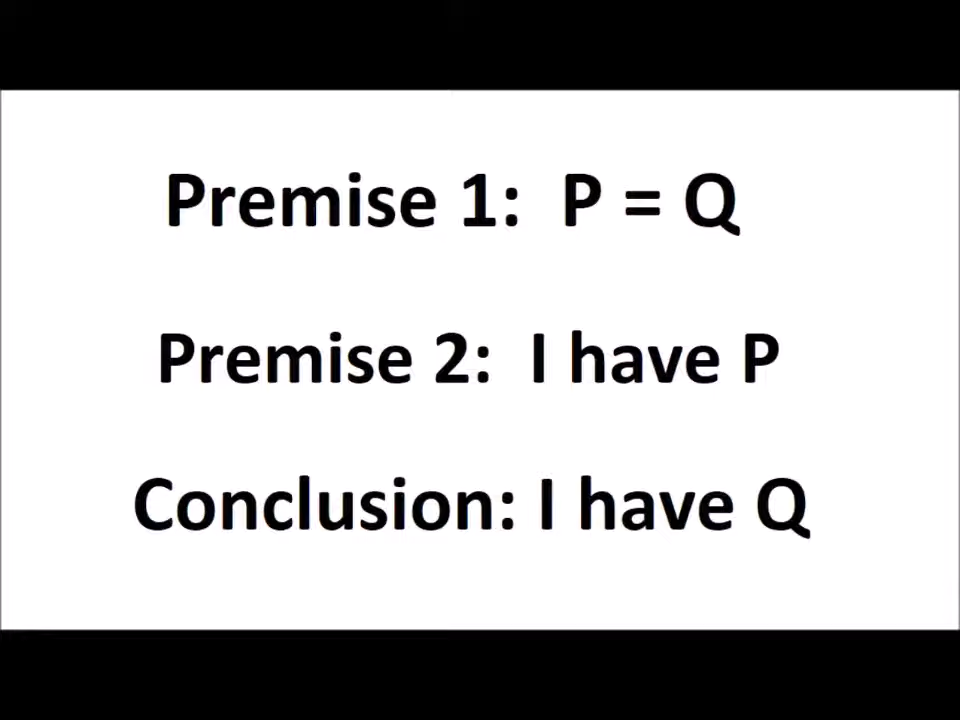 Premise 1: P = Q
Premise 2: I have P
Conclusion: I have Q